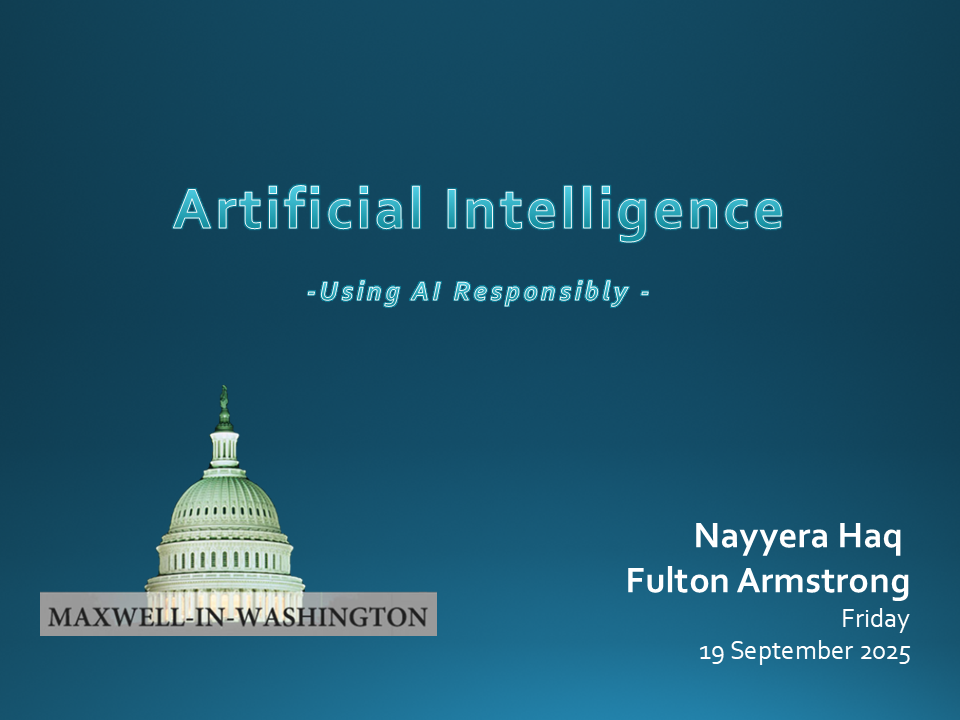 Artificial Intelligence
-Using AI Responsibly -
MAXWELL-IN-WASHINGTON
Nayyera Haq
Fulton Armstrong
Friday
19 September 2025